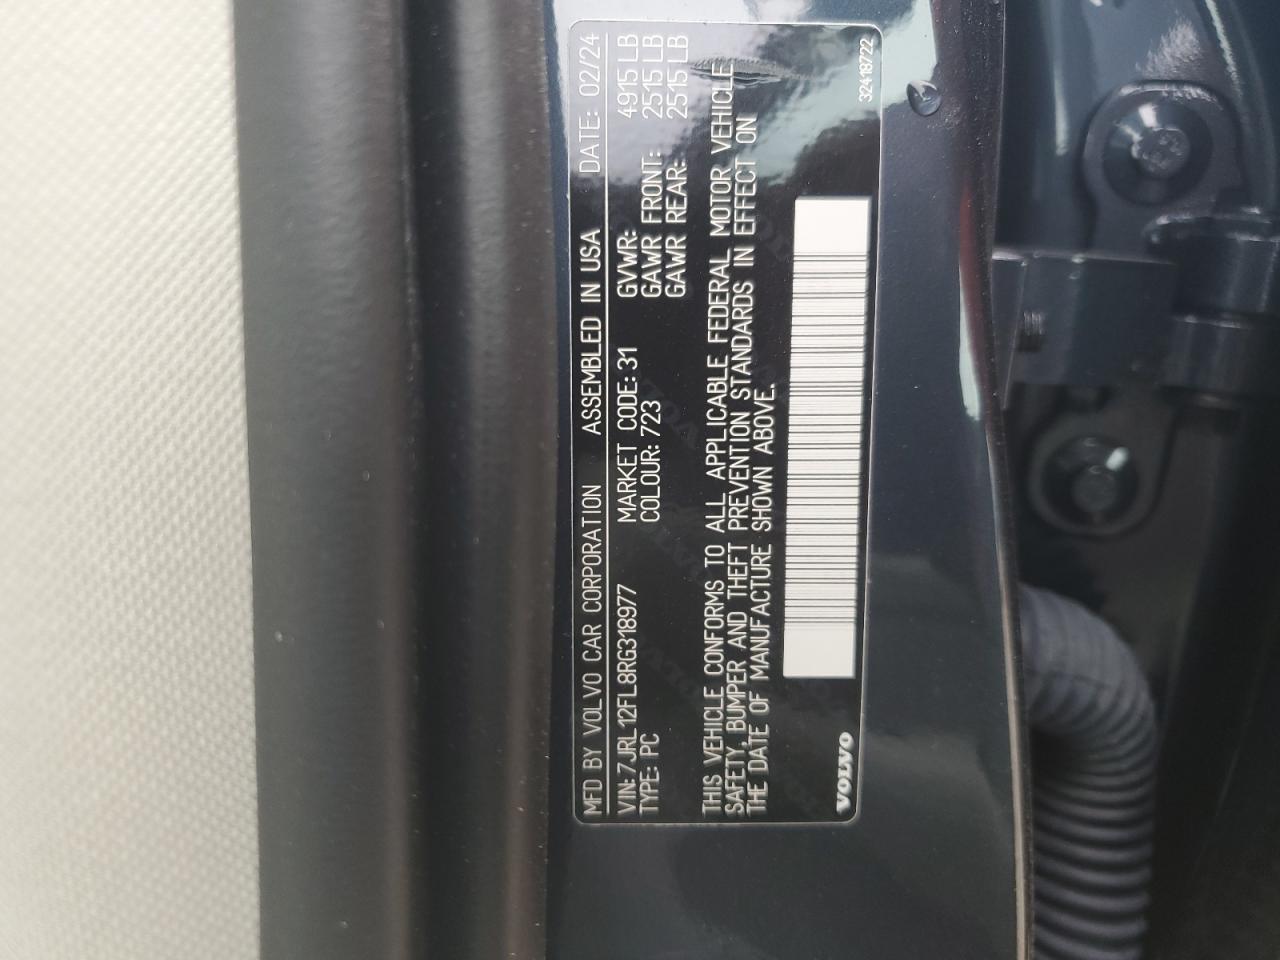 MFD BY VOLVO CAR CORPORATION ASSEMBLED IN USA DATE: 02/24
VIN: 7JRL12FL8RG318977 MARKET CODE: 31 GVWR: 4915 LB
TYPE: PC COLOUR: 723 GAWR FRONT: 2515 LB
GAWR REAR: 2515 LB
THIS VEHICLE CONFORMS TO ALL APPLICABLE FEDERAL MOTOR VEHICLE
SAFETY, BUMPER AND THEFT PREVENTION STANDARDS IN EFFECT ON
THE DATE OF MANUFACTURE SHOWN ABOVE.
VOLVO
32418722